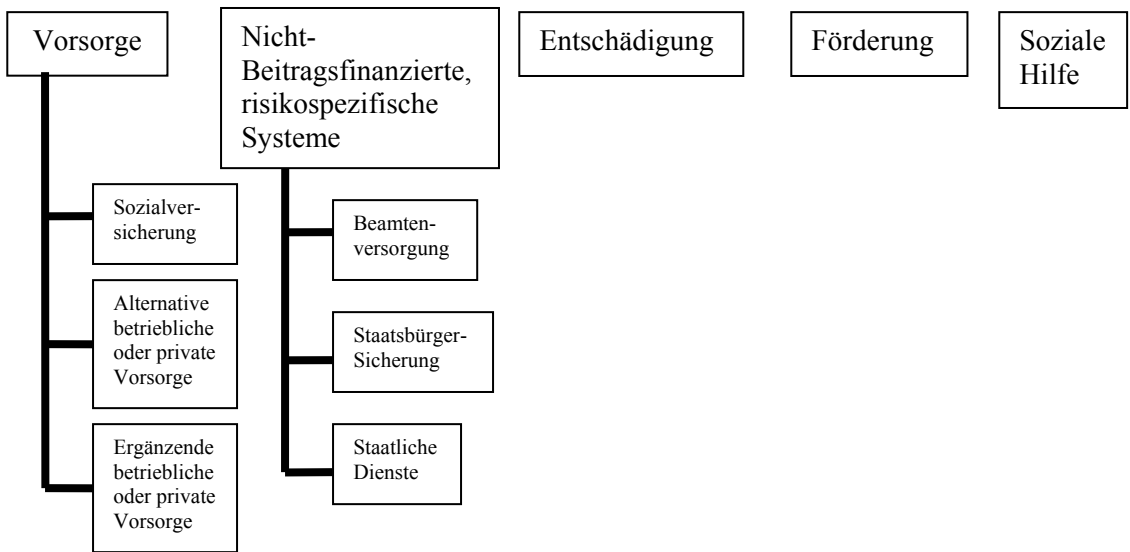 Vorsorge
Nicht-
Beitragsfinanzierte,
risikospezifische
Systeme
Entschädigung
Förderung
Soziale
Hilfe
Sozialver-
sicherung
Alternative
betriebliche
oder private
Vorsorge
Ergänzende
betriebliche
oder private
Vorsorge
Beamten-
versorgung
Staatsbürger-
Sicherung
Staatliche
Dienste